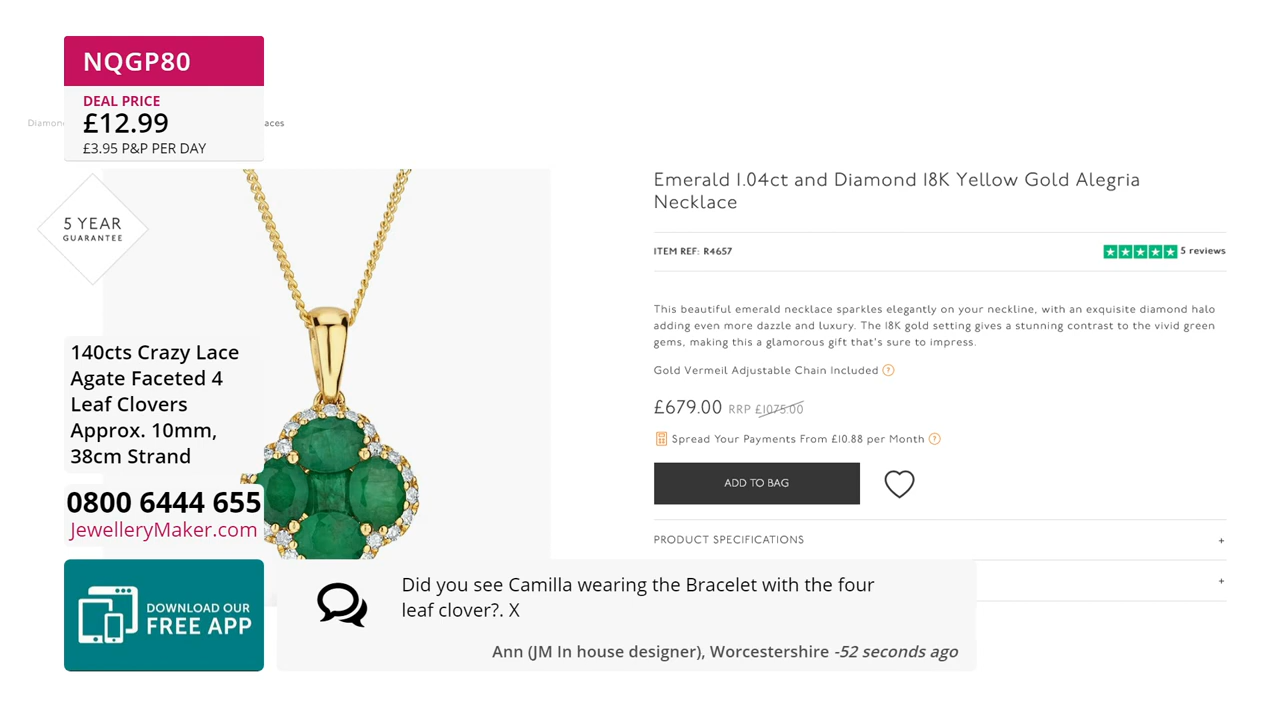 NQGP80
DEAL PRICE
£12.99
£3.95 P&P PER DAY
Diamon
aces
5 YEAR
GUARANTEE
140cts Crazy Lace
Agate Faceted 4
Leaf Clovers
Approx. 10mm,
38cm Strand
0800 6444 655
JewelleryMaker.com
DOWNLOAD OUR
FREE APP
Emerald 1.04ct and Diamond 18K Yellow Gold Alegria
Necklace
ITEM REF: R4657
5 reviews
This beautiful emerald necklace sparkles elegantly on your neckline, with an exquisite diamond halo
adding even more dazzle and luxury. The 18K gold setting gives a stunning contrast to the vivid green
gems, making this a glamorous gift that's sure to impress.
Gold Vermeil Adjustable Chain Included ?
£679.00 RRP £1075.00
Spread Your Payments From £10.88 per Month ?
ADD TO BAG
PRODUCT SPECIFICATIONS +
+
Did you see Camilla wearing the Bracelet with the four
leaf clover?. X
Ann (JM In house designer), Worcestershire -52 seconds ago